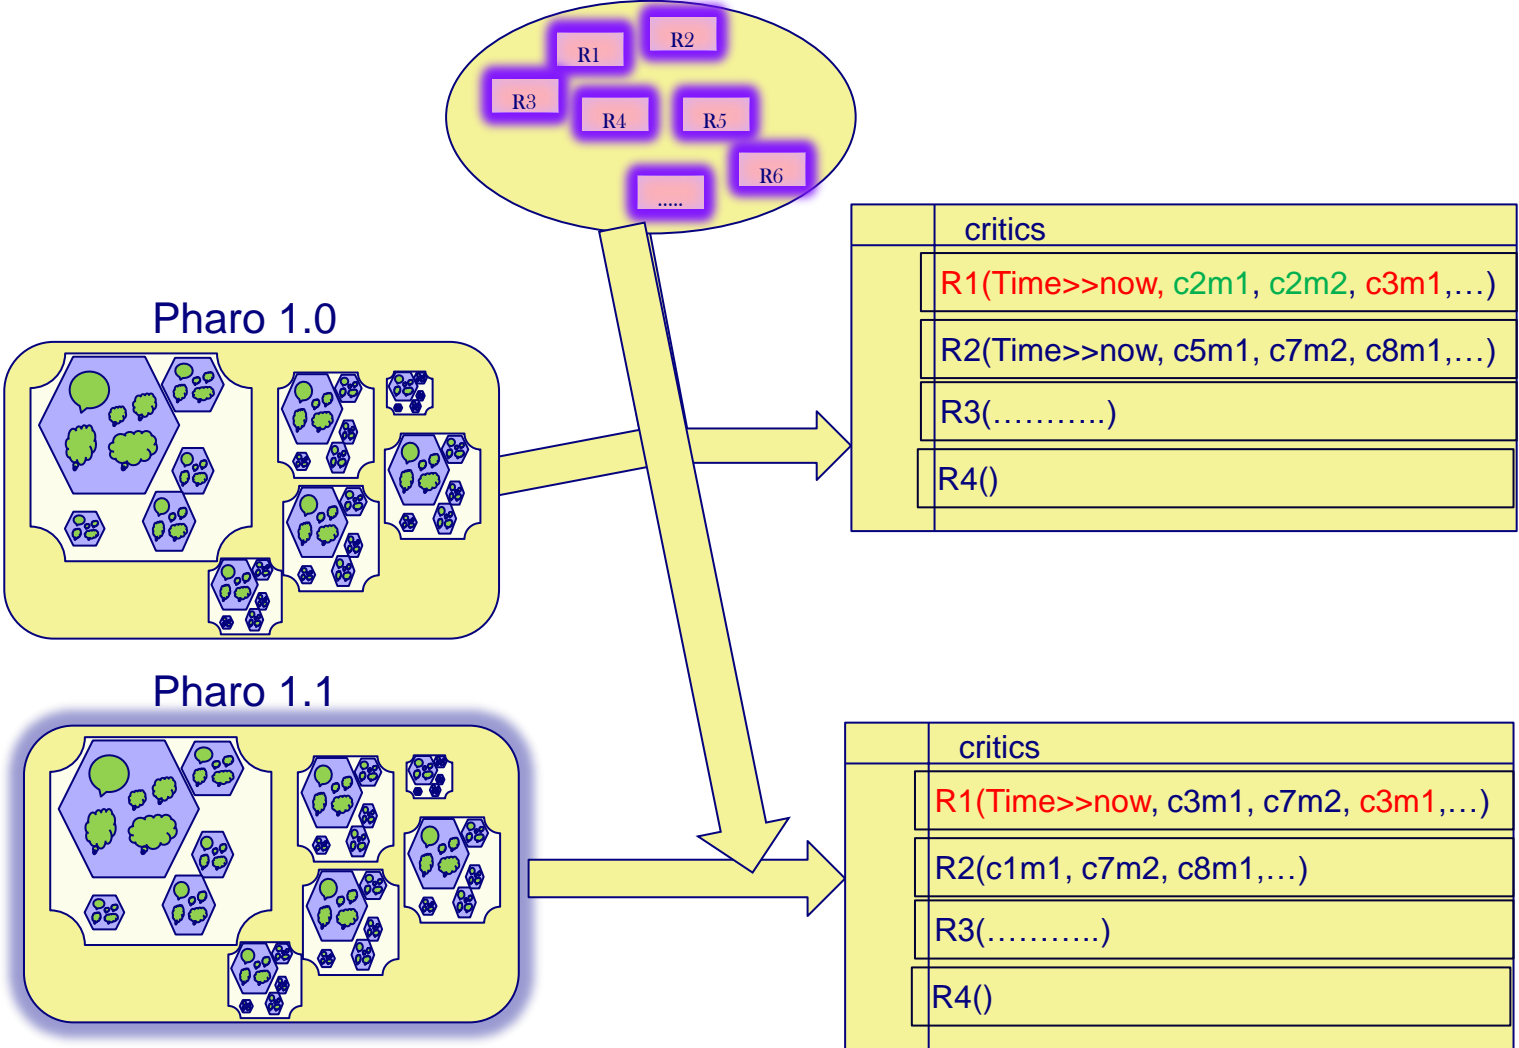 R1
R2
R3
R4
R5
R6
.....
critics
R1(Time>>now, c2m1, c2m2, c3m1,…)
R2(Time>>now, c5m1, c7m2, c8m1,…)
R3(………..)
R4()
Pharo 1.0
Pharo 1.1
critics
R1(Time>>now, c3m1, c7m2, c3m1,…)
R2(c1m1, c7m2, c8m1,…)
R3(………..)
R4()